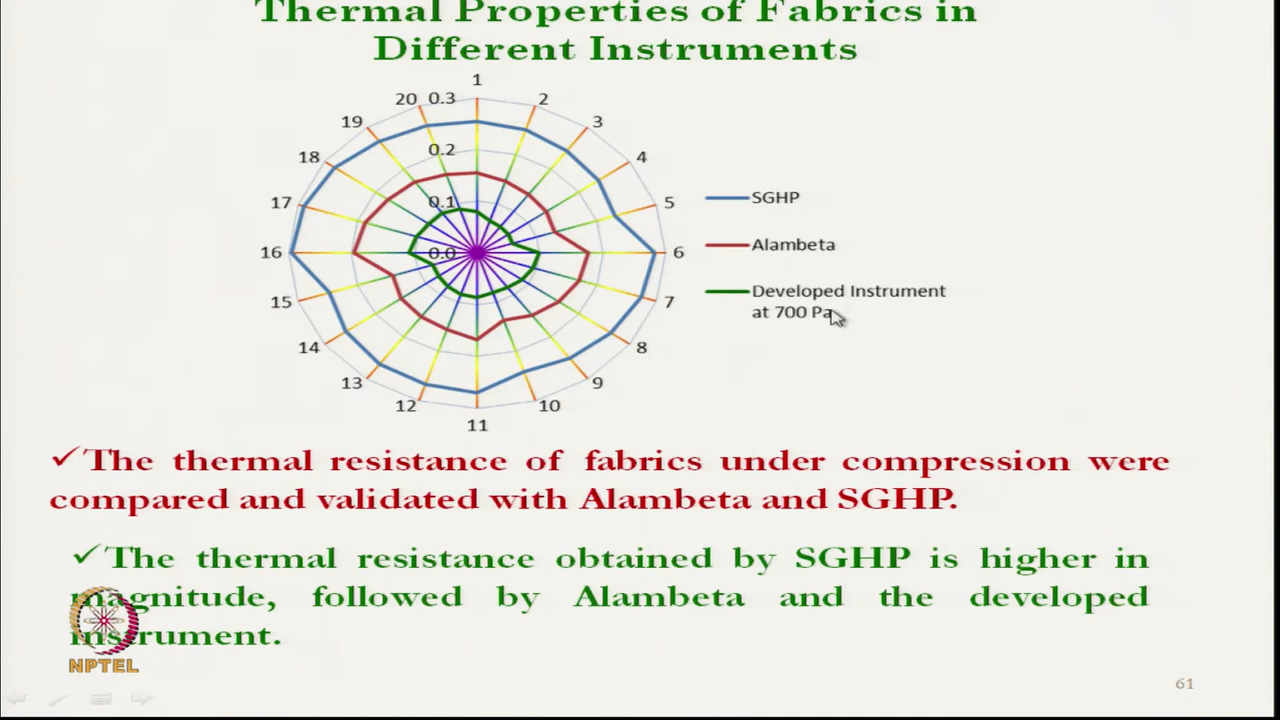 Thermal Properties of Fabrics in
Different Instruments
1
20 0.3 2
19 3
18 0.2 4
17 0.1 5
16 0.0 6
15 7
14 8
13 9
12 10
11
SGHP
Alambeta
Developed Instrument
at 700 Pa
✓The thermal resistance of fabrics under compression were
compared and validated with Alambeta and SGHP.
✓The thermal resistance obtained by SGHP is higher in
magnitude, followed by Alambeta and the developed
instrument.
NPTEL
61